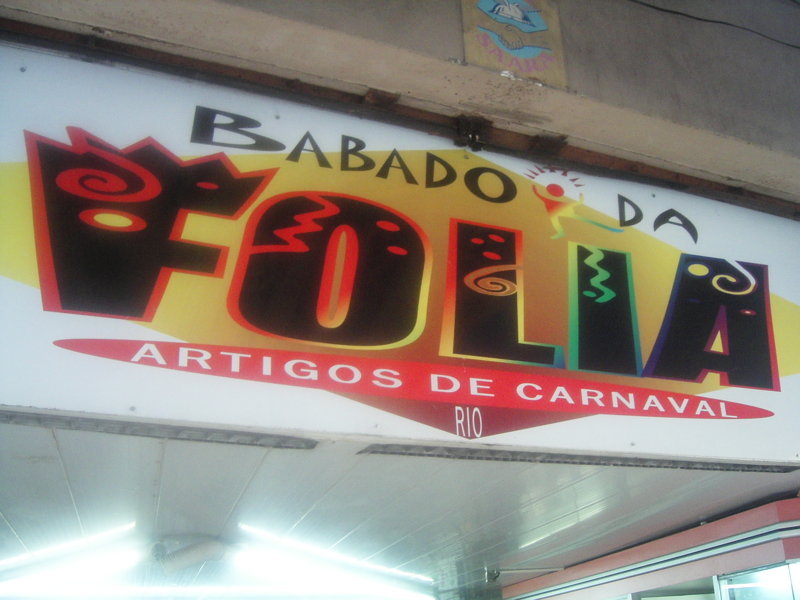 BABADO DA
FOLIA
ARTIGOS DE CARNAVAL
RIO